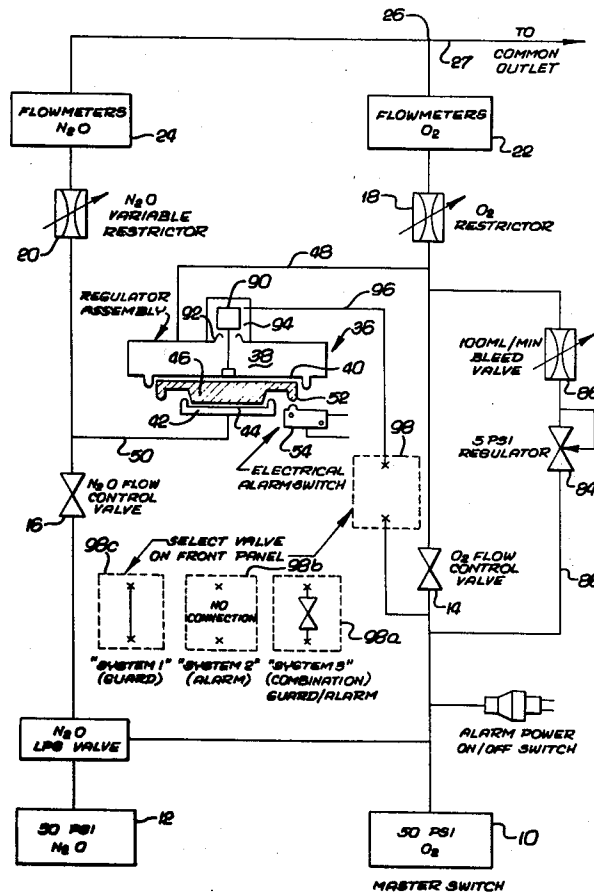 26
TO
COMMON
OUTLET
27
FLOWMETERS
N2O
24
FLOWMETERS
O2
22
N2O
VARIABLE
RESTRICTOR
20
18
O2
RESTRICTOR
48
REGULATOR
ASSEMBLY
90
96
92
94
36
38
46
40
52
42
44
54
100ML/MIN
BLEED
VALVE
86
50
ELECTRICAL
ALARM SWITCH
98
5 PSI
REGULATOR
84
N2O FLOW
CONTROL
VALVE
16
SELECT VALVE
ON FRONT PANEL
98c
98b
O2 FLOW
CONTROL
VALVE
14
88
NO
CONNECTION
98a
"SYSTEM 1"
(GUARD)
"SYSTEM 2"
(ALARM)
"SYSTEM 3"
(COMBINATION)
GUARD/ALARM
N2O
LPG VALVE
ALARM POWER
ON/OFF SWITCH
50 PSI
N2O
12
50 PSI
O2
10
MASTER SWITCH